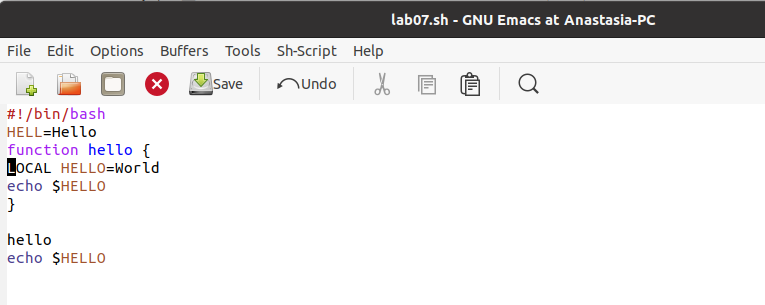 lab07.sh - GNU Emacs at Anastasia-PC
File Edit Options Buffers Tools Sh-Script Help
Save Undo
#!/bin/bash
HELL=Hello
function hello {
LOCAL HELLO=World
echo $HELLO
}
hello
echo $HELLO